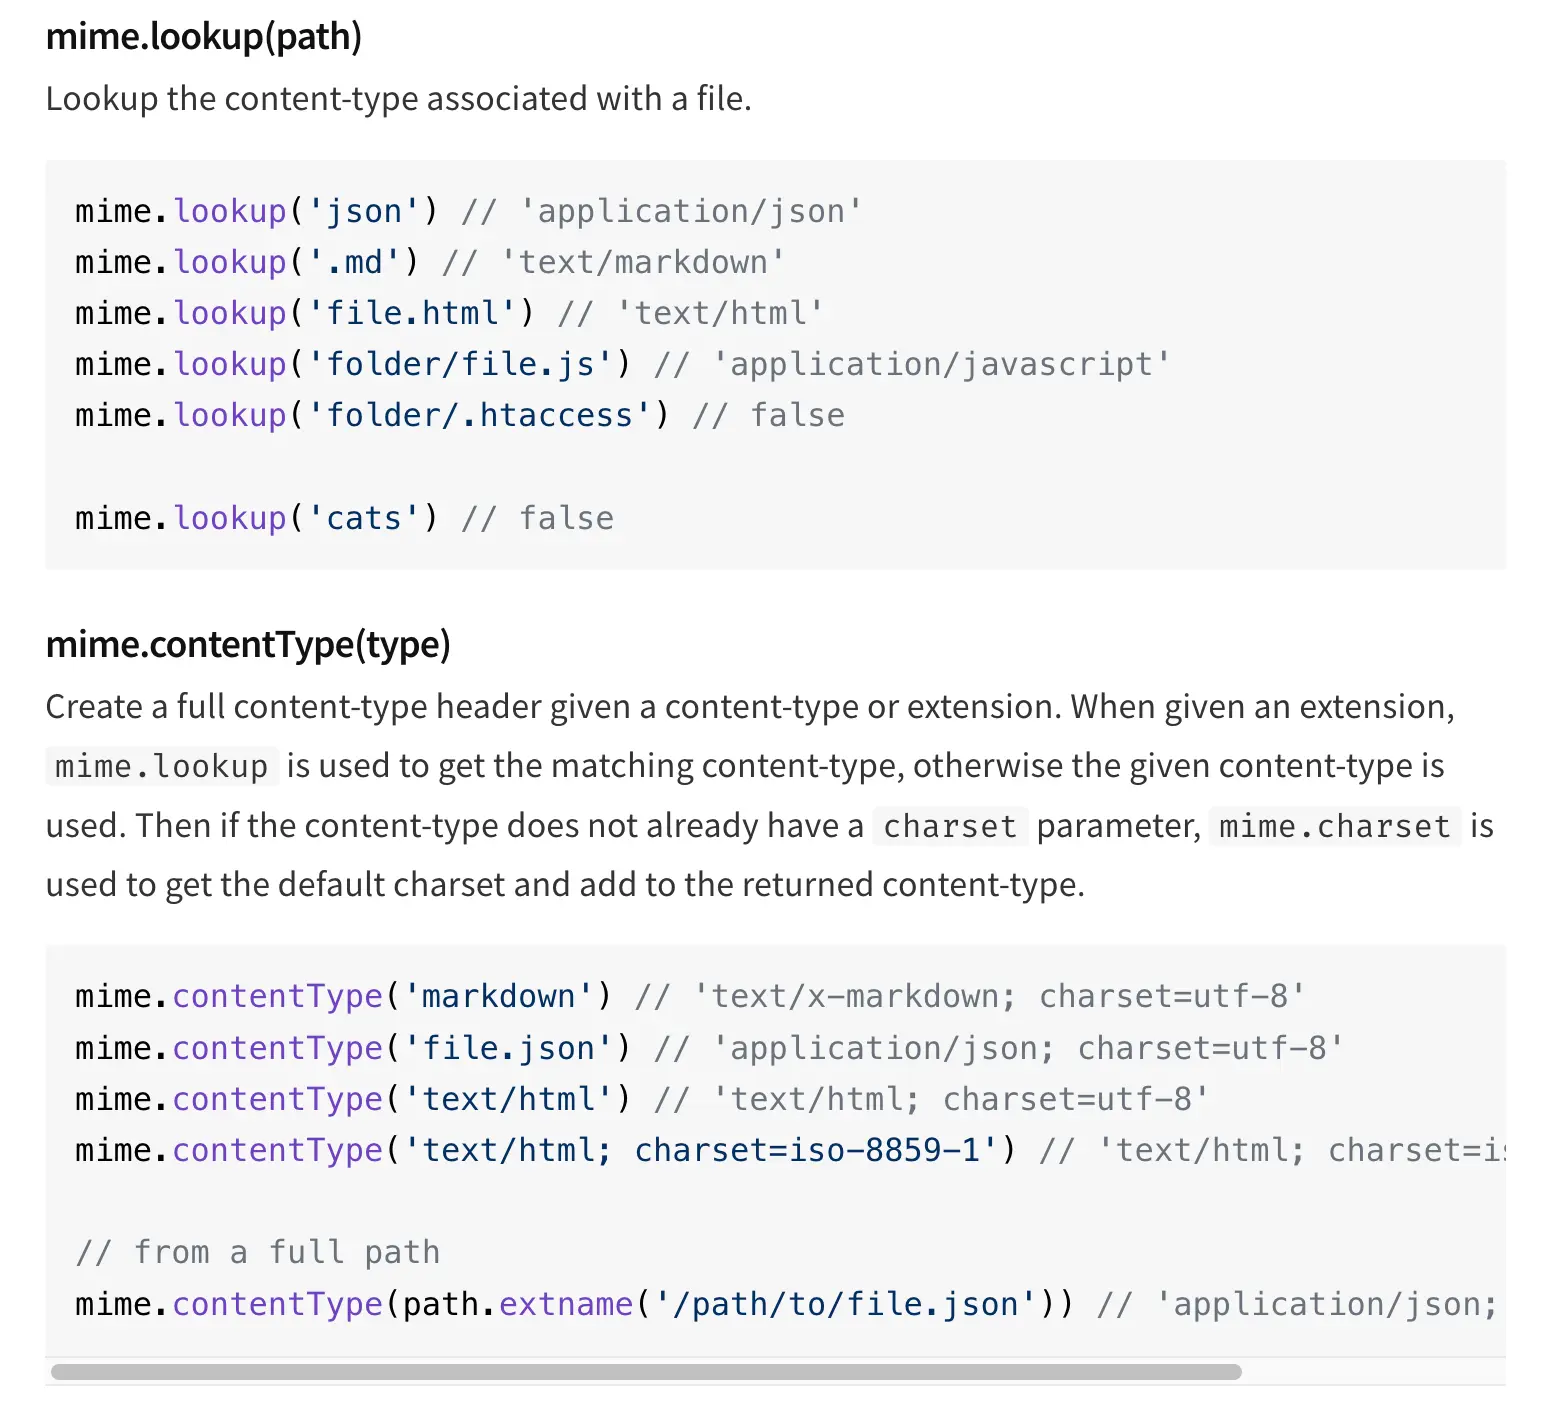 mime.lookup(path)
Lookup the content-type associated with a file.
mime.lookup('json') // 'application/json'
mime.lookup('.md') // 'text/markdown'
mime.lookup('file.html') // 'text/html'
mime.lookup('folder/file.js') // 'application/javascript'
mime.lookup('folder/.htaccess') // false
mime.lookup('cats') // false
mime.contentType(type)
Create a full content-type header given a content-type or extension. When given an extension,
mime.lookup is used to get the matching content-type, otherwise the given content-type is
used. Then if the content-type does not already have a charset parameter, mime.charset is
used to get the default charset and add to the returned content-type.
mime.contentType('markdown') // 'text/x-markdown; charset=utf-8'
mime.contentType('file.json') // 'application/json; charset=utf-8'
mime.contentType('text/html') // 'text/html; charset=utf-8'
mime.contentType('text/html; charset=iso-8859-1') // 'text/html; charset=is
// from a full path
mime.contentType(path.extname('/path/to/file.json')) // 'application/json;